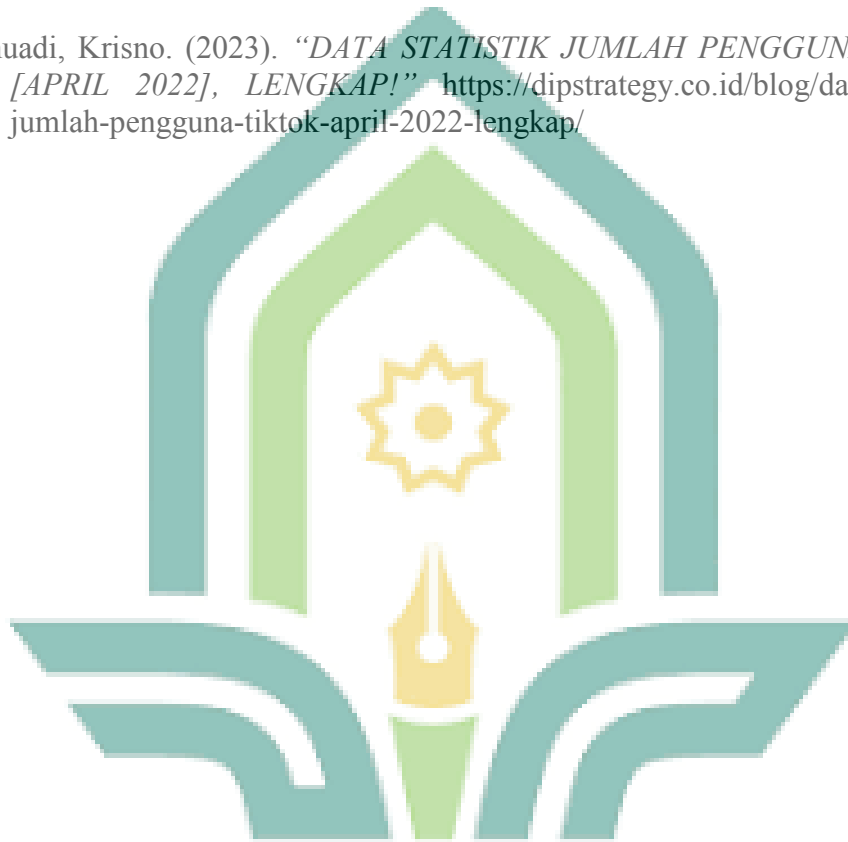 uadi, Krisno. (2023). “DATA STATISTIK JUMLAH PENGGUN
[APRIL 2022], LENGKAP!” https://dipstrategy.co.id/blog/da
jumlah-pengguna-tiktok-april-2022-lengkap/